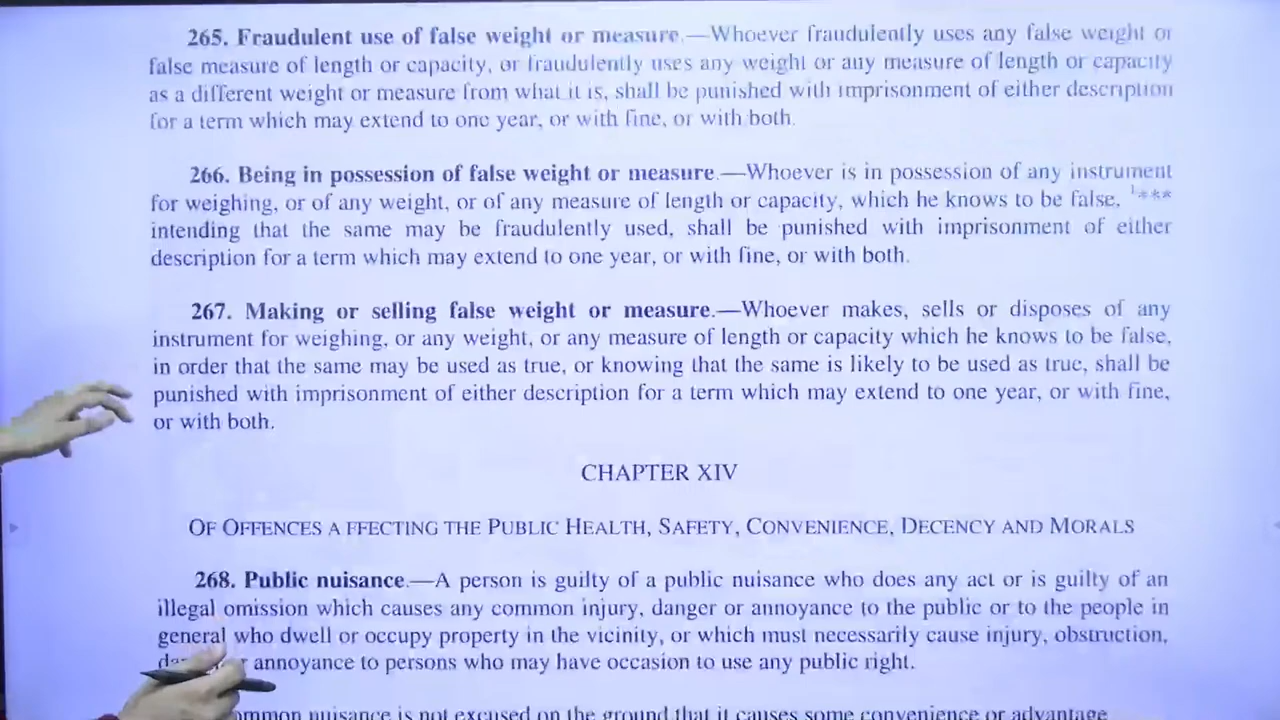 265. Fraudulent use of false weight or measure.—Whoever fraudulently uses any false weight or
false measure of length or capacity, or fraudulently uses any weight or any measure of length or capacity
as a different weight or measure from what it is, shall be punished with imprisonment of either description
for a term which may extend to one year, or with fine, or with both.
266. Being in possession of false weight or measure.—Whoever is in possession of any instrument
for weighing, or of any weight, or of any measure of length or capacity, which he knows to be false, 1***
intending that the same may be fraudulently used, shall be punished with imprisonment of either
description for a term which may extend to one year, or with fine, or with both.
267. Making or selling false weight or measure.—Whoever makes, sells or disposes of any
instrument for weighing, or any weight, or any measure of length or capacity which he knows to be false,
in order that the same may be used as true, or knowing that the same is likely to be used as true, shall be
punished with imprisonment of either description for a term which may extend to one year, or with fine,
or with both.
CHAPTER XIV
OF OFFENCES A FFECTING THE PUBLIC HEALTH, SAFETY, CONVENIENCE, DECENCY AND MORALS
268. Public nuisance.—A person is guilty of a public nuisance who does any act or is guilty of an
illegal omission which causes any common injury, danger or annoyance to the public or to the people in
general who dwell or occupy property in the vicinity, or which must necessarily cause injury, obstruction,
annoyance to persons who may have occasion to use any public right.
nuisance is not excused on the ground that it causes some convenience or advantage